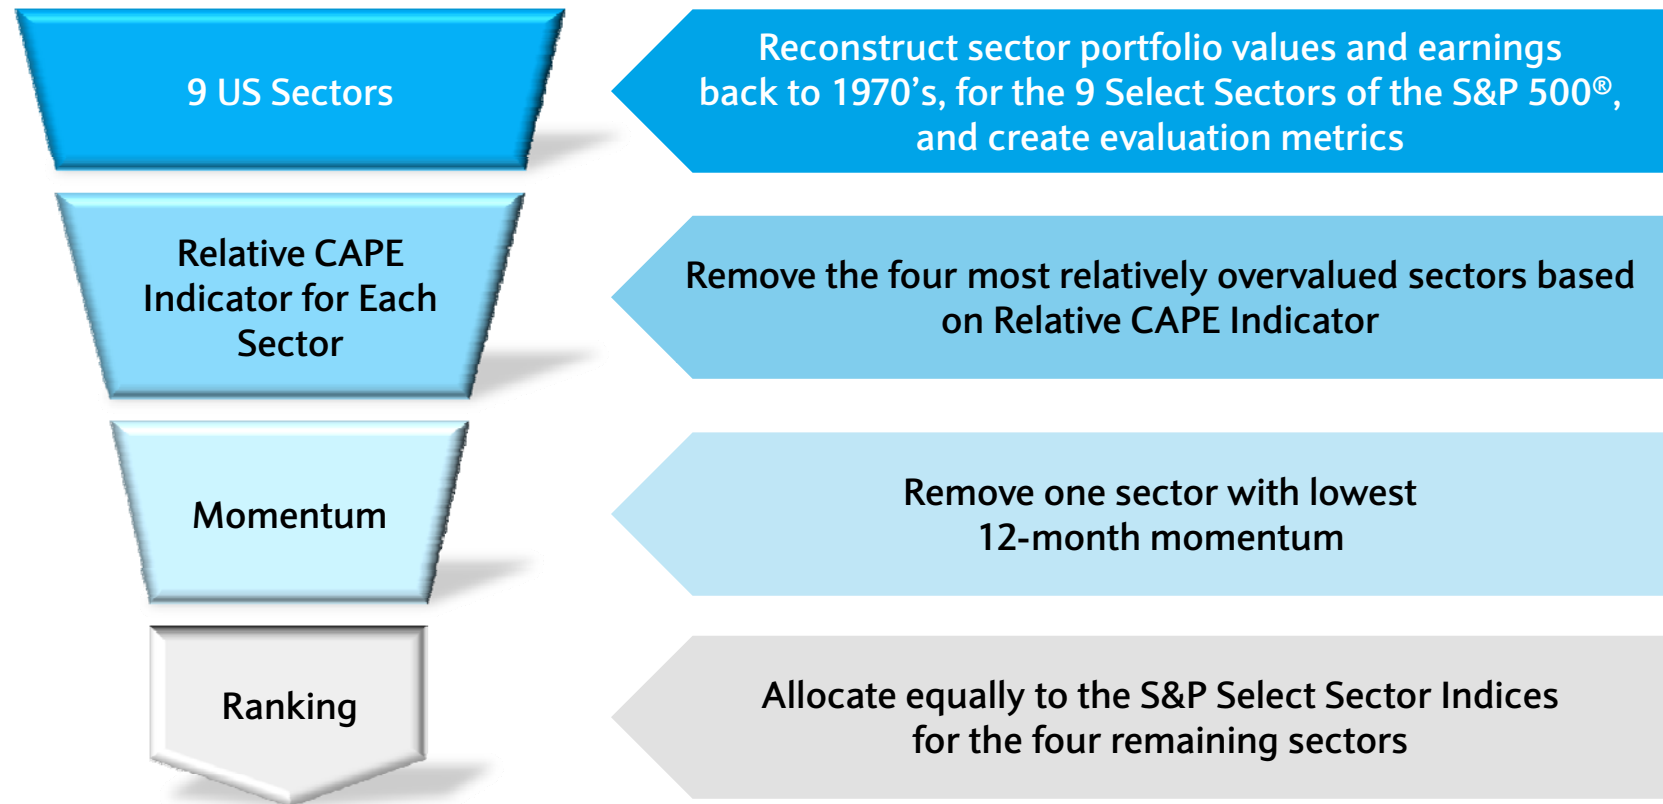 9 US Sectors
Reconstruct sector portfolio values and earnings
back to 1970’s, for the 9 Select Sectors of the S&P 500®,
and create evaluation metrics
Relative CAPE
Indicator for Each
Sector
Remove the four most relatively overvalued sectors based
on Relative CAPE Indicator
Momentum
Remove one sector with lowest
12-month momentum
Ranking
Allocate equally to the S&P Select Sector Indices
for the four remaining sectors